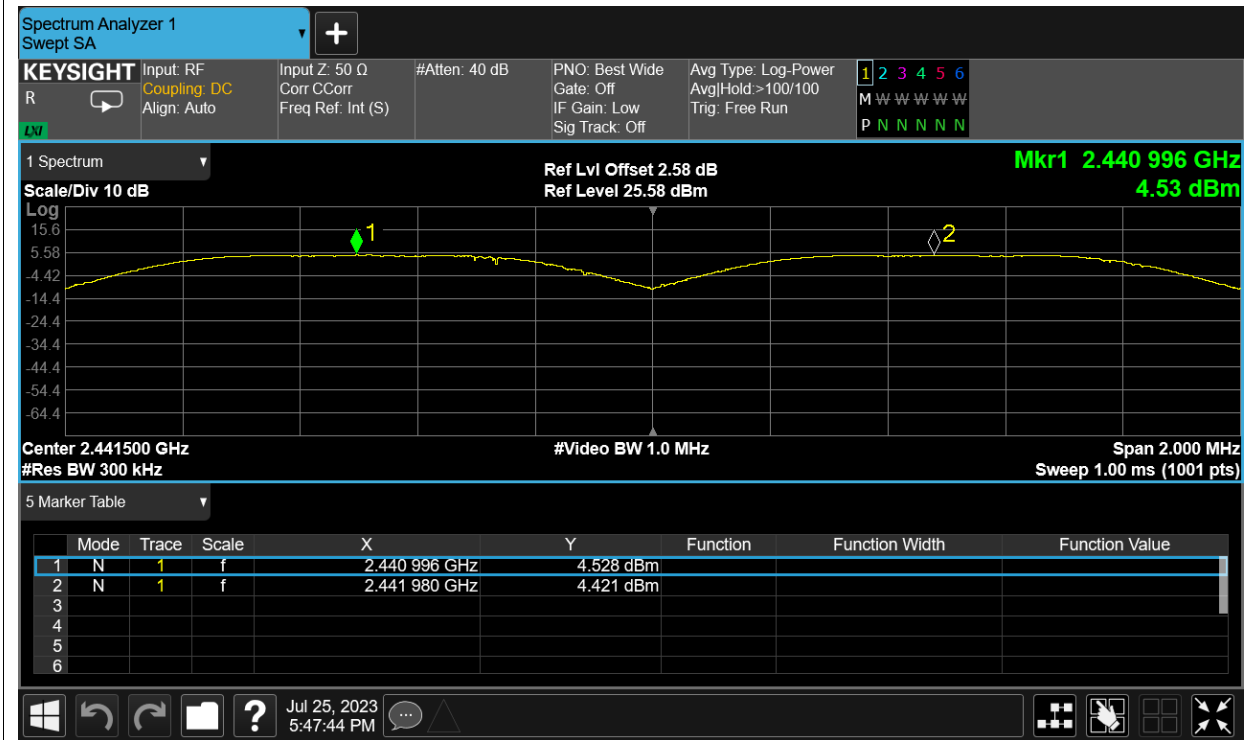 Spectrum Analyzer 1
Swept SA
+
KEYSIGHT
R
LXI
Input: RF
Coupling: DC
Align: Auto
Input Z: 50 Ω
Corr CCorr
Freq Ref: Int (S)
#Atten: 40 dB
PNO: Best Wide
Gate: Off
IF Gain: Low
Sig Track: Off
Avg Type: Log-Power
Avg|Hold:>100/100
Trig: Free Run
1 2 3 4 5 6
M W W W W W
P N N N N N
1 Spectrum
Scale/Div 10 dB
Ref Lvl Offset 2.58 dB
Ref Level 25.58 dBm
Mkr1 2.440 996 GHz
4.53 dBm
Log
15.6
5.58
-4.42
-14.4
-24.4
-34.4
-44.4
-54.4
-64.4
1
2
Center 2.441500 GHz
#Video BW 1.0 MHz
Span 2.000 MHz
#Res BW 300 kHz
Sweep 1.00 ms (1001 pts)
5 Marker Table
Mode Trace Scale X Y Function Function Width Function Value
1 N 1 f 2.440 996 GHz 4.528 dBm
2 N 1 f 2.441 980 GHz 4.421 dBm
3
4
5
6
?
Jul 25, 2023
5:47:44 PM